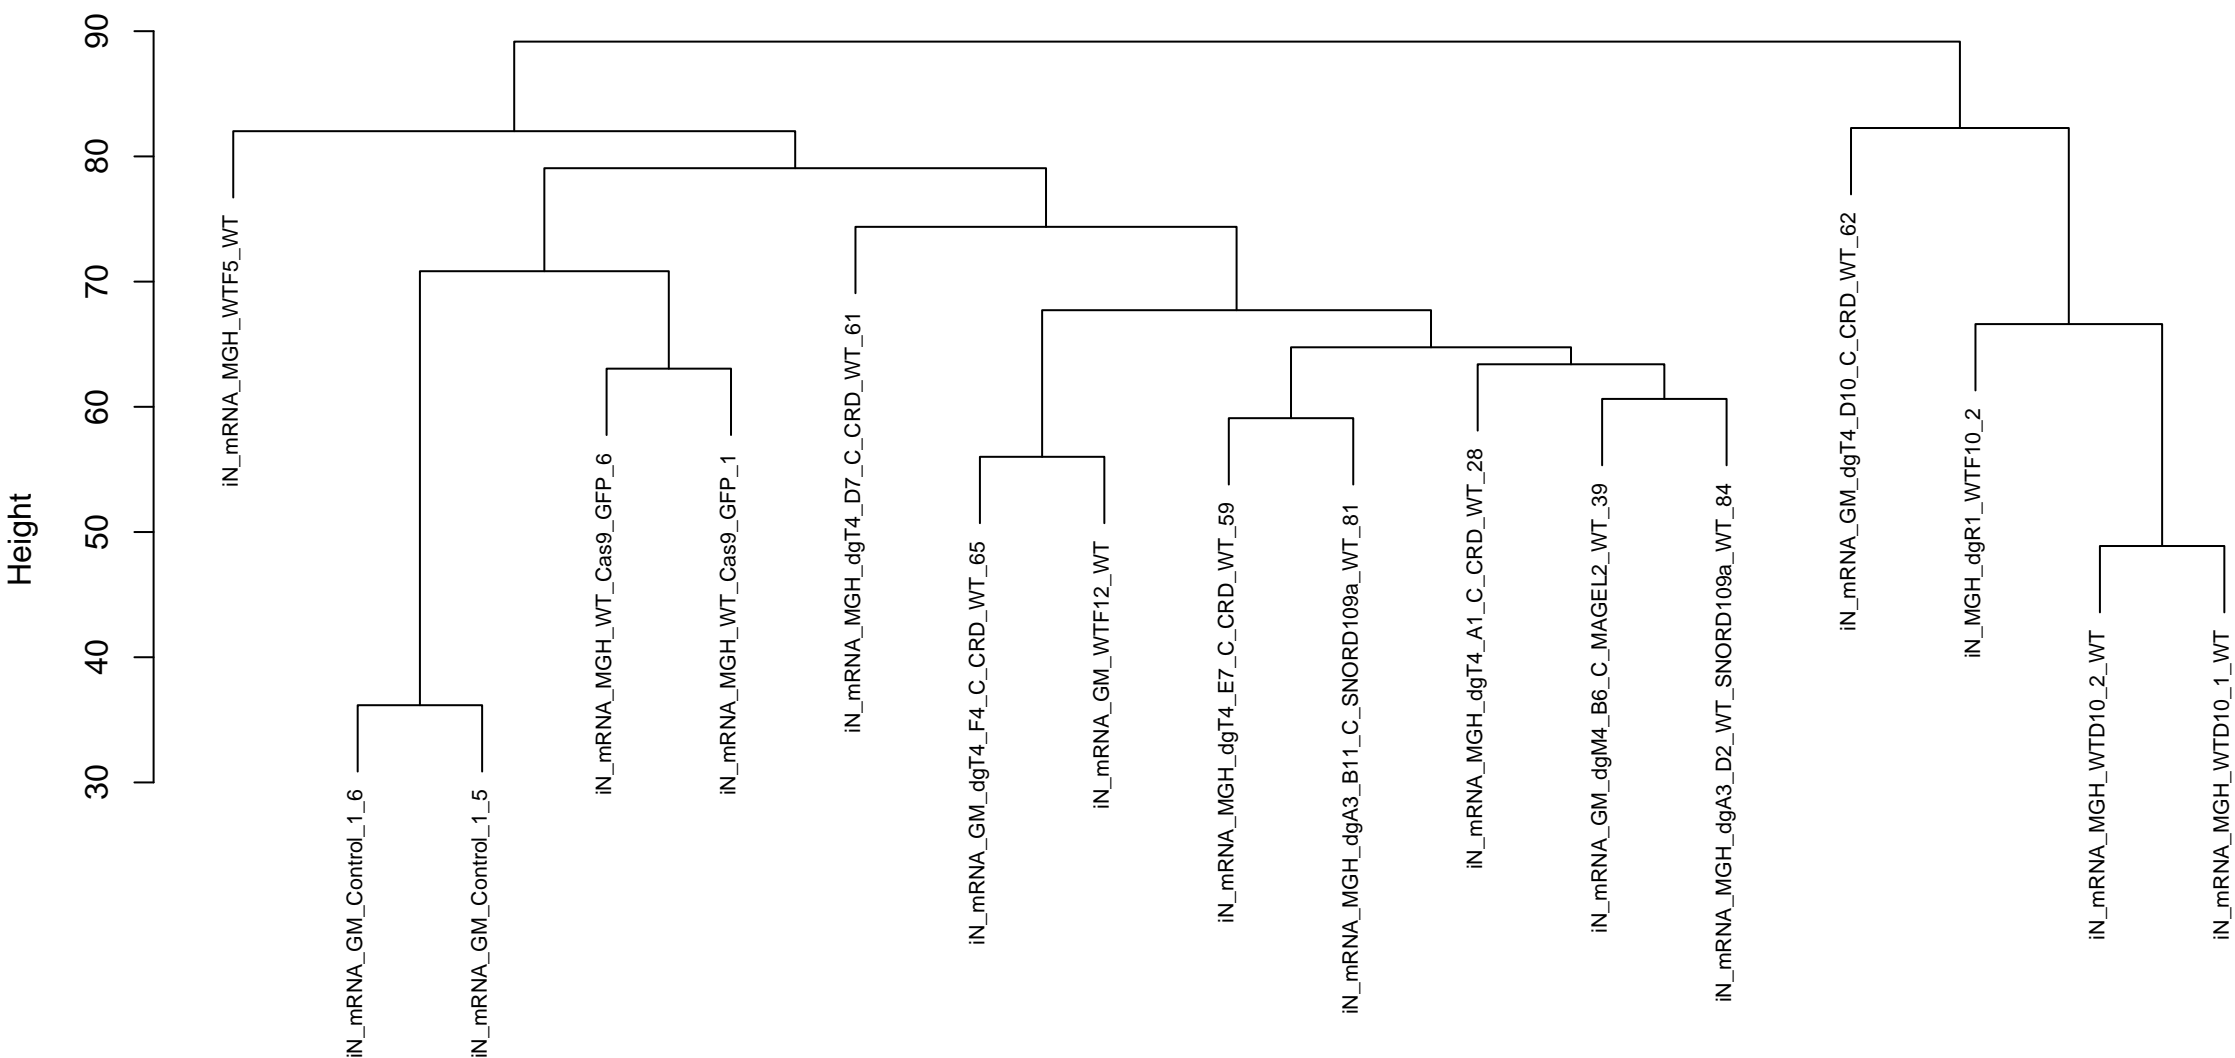 Height
90
80
70
60
50
40
30
iN_mRNA_MGH_WTF5_WT
iN_mRNA_GM_Control_1_6
iN_mRNA_GM_Control_1_5
iN_mRNA_MGH_WT_Cas9_GFP_6
iN_mRNA_MGH_WT_Cas9_GFP_1
iN_mRNA_MGH_dgT4_D7_C_CRD_WT_61
iN_mRNA_GM_dgT4_F4_C_CRD_WT_65
iN_mRNA_GM_WTF12_WT
iN_mRNA_MGH_dgT4_E7_C_CRD_WT_59
iN_mRNA_MGH_dgA3_B11_C_SNORD109a_WT_81
iN_mRNA_MGH_dgT4_A1_C_CRD_WT_28
iN_mRNA_GM_dgM4_B6_C_MAGEL2_WT_39
iN_mRNA_MGH_dgA3_D2_WT_SNORD109a_WT_84
iN_mRNA_GM_dgT4_D10_C_CRD_WT_62
iN_MGH_dgR1_WTF10_2
iN_mRNA_MGH_WTD10_2_WT
iN_mRNA_MGH_WTD10_1_WT